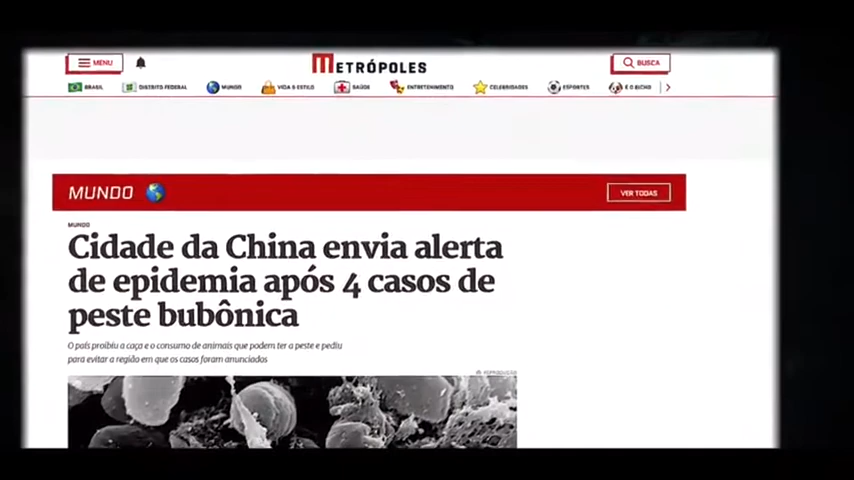 MENU
METRÓPOLES
BUSCA
BRASIL DISTRITO FEDERAL MUNDO VIDA & ESTILO SAÚDE ENTRETENIMENTO CELEBRIDADES ESPORTES É O BICHO
MUNDO
VER TODAS
MUNDO
Cidade da China envia alerta
de epidemia após 4 casos de
peste bubônica
O país proibiu a caça e o consumo de animais que podem ter a peste e pediu
para evitar a região em que os casos foram anunciados
REPRODUÇÃO